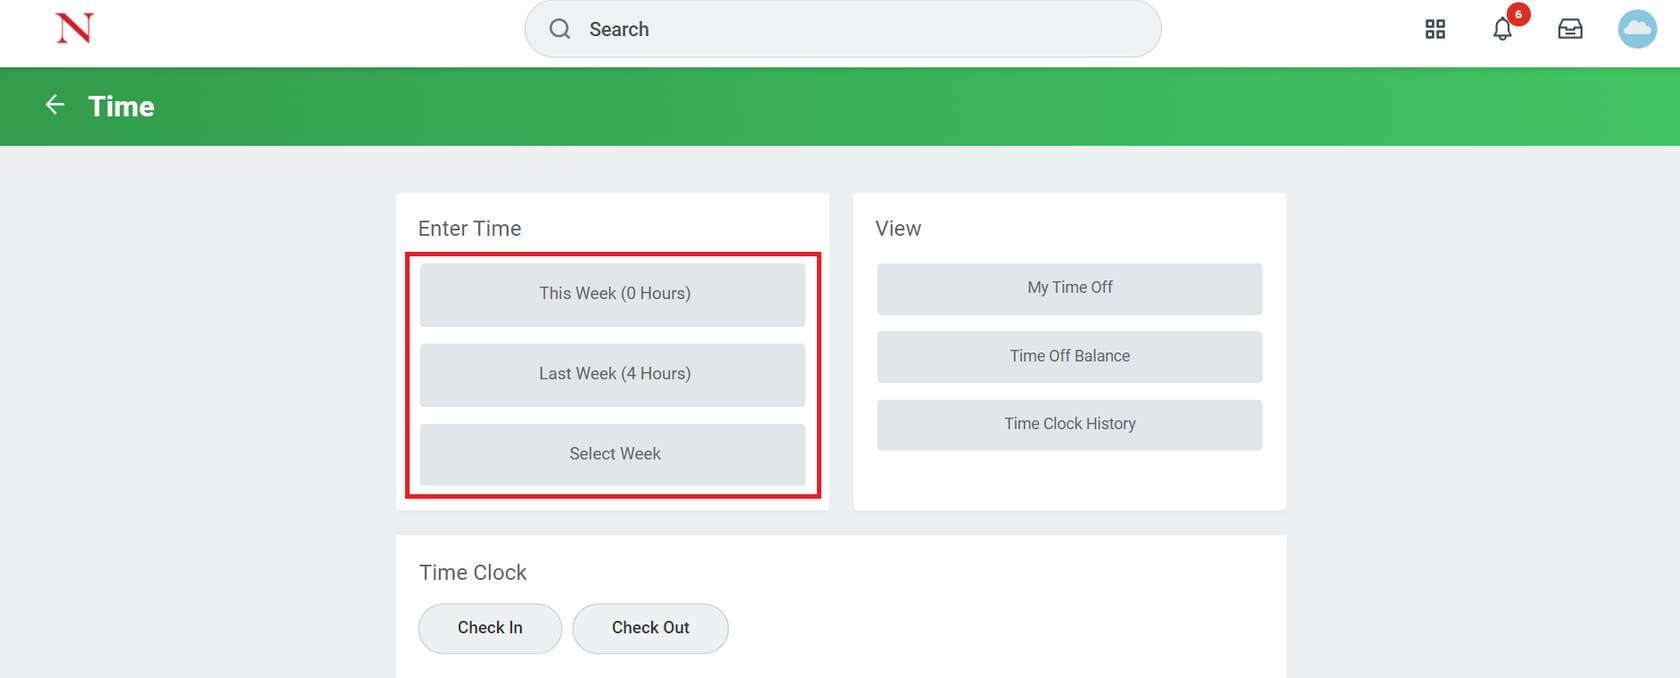 N
Search
6
Time
Enter Time
This Week (0 Hours)
Last Week (4 Hours)
Select Week
View
My Time Off
Time Off Balance
Time Clock History
Time Clock
Check In
Check Out